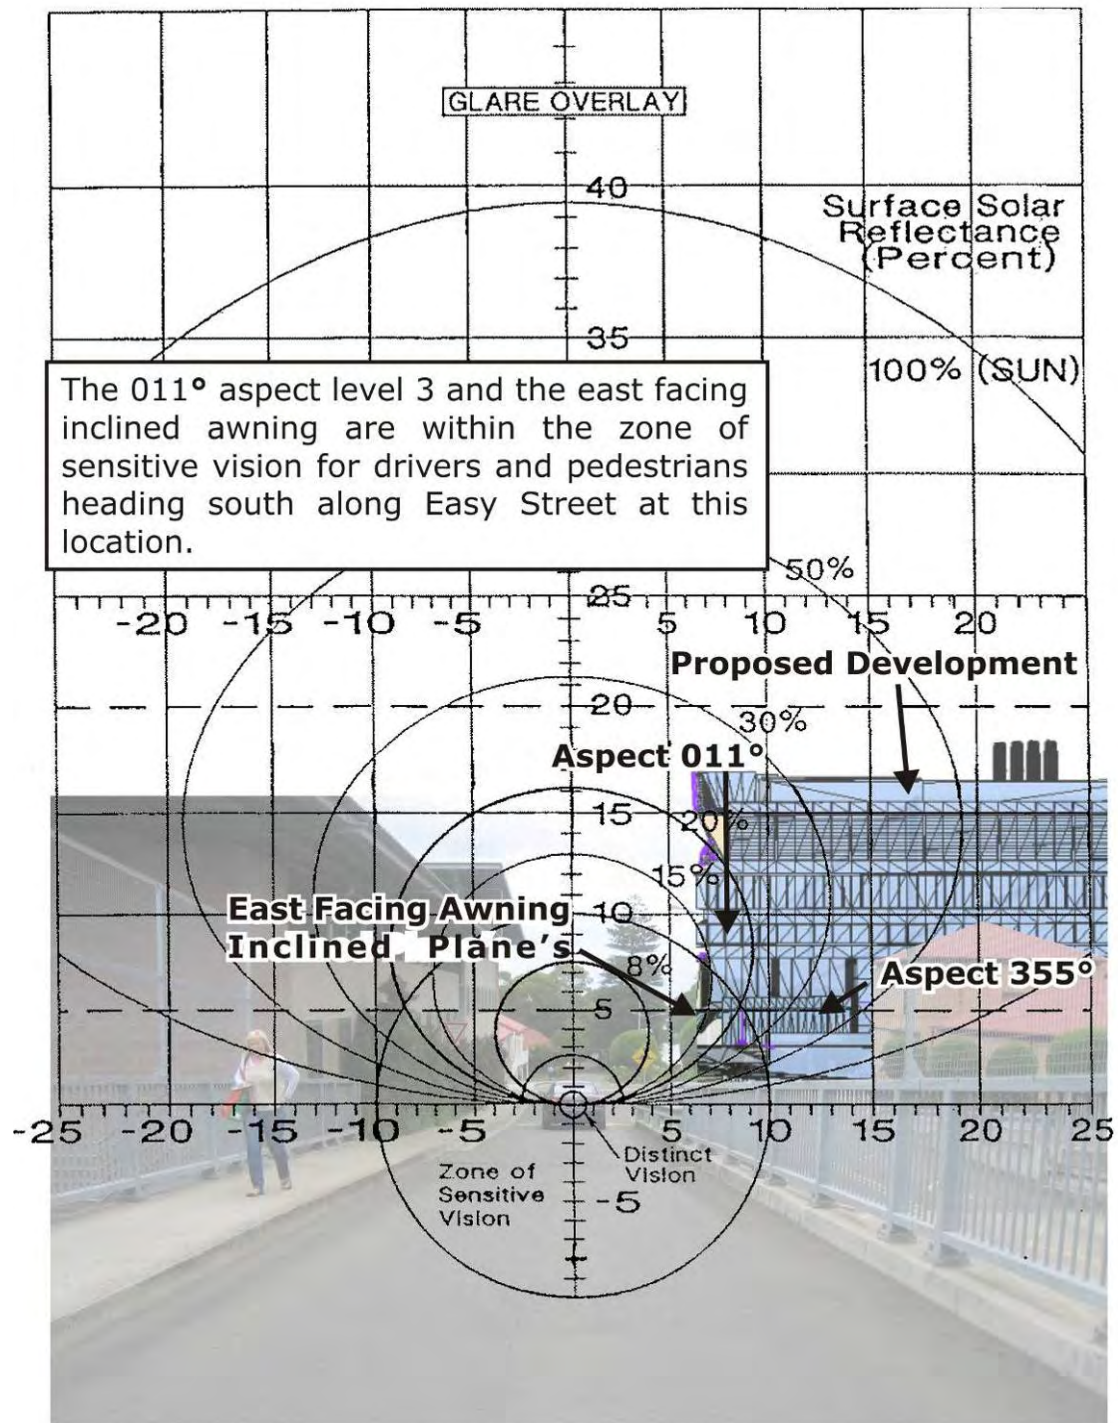 GLARE OVERLAY
40
Surface Solar
Reflectance
(Percent)
35
100% (SUN)
The 011° aspect level 3 and the east facing
inclined awning are within the zone of
sensitive vision for drivers and pedestrians
heading south along Easy Street at this
location.
50%
25
-20 -15 -10 -5 5 10 15 20
Proposed Development
20
30%
Aspect 011°
15
20%
15%
East Facing Awning
Inclined Plane's
10
8%
Aspect 355°
5
-25 -20 -15 -10 -5 5 10 15 20 25
Distinct
Vision
Zone of
Sensitive
Vision
-5